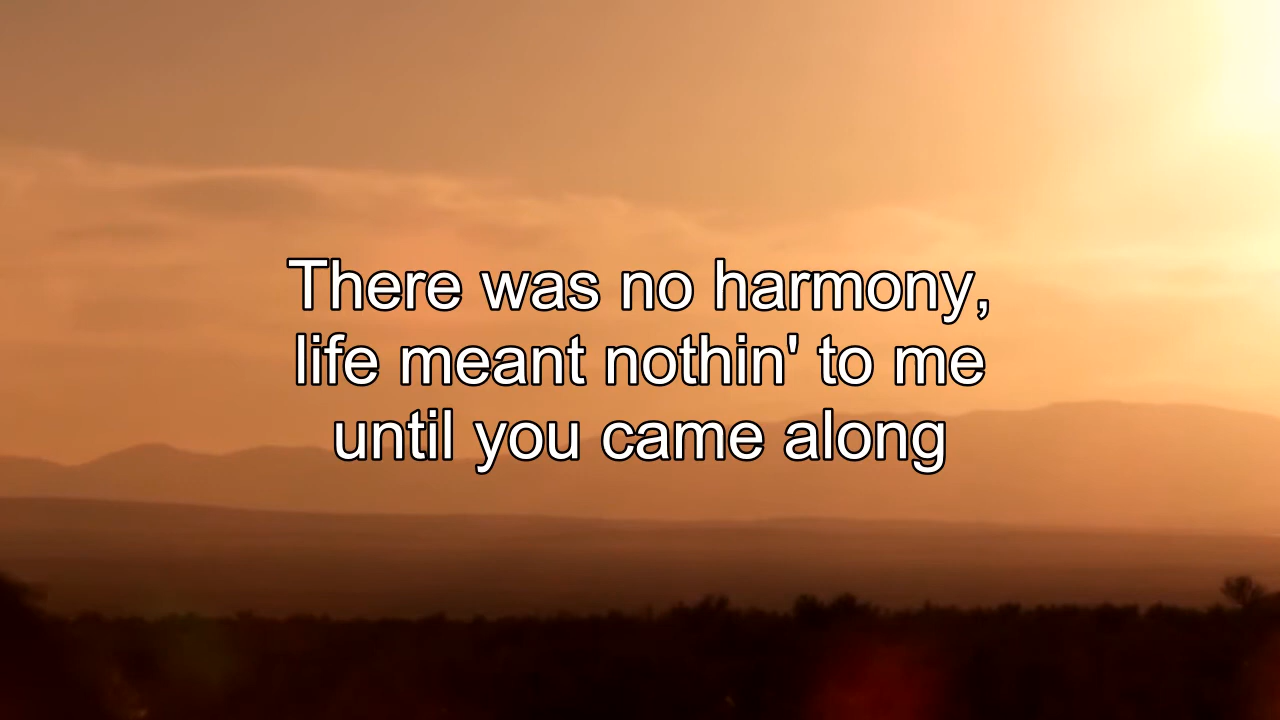 There was no harmony,
life meant nothin' to me
until you came along